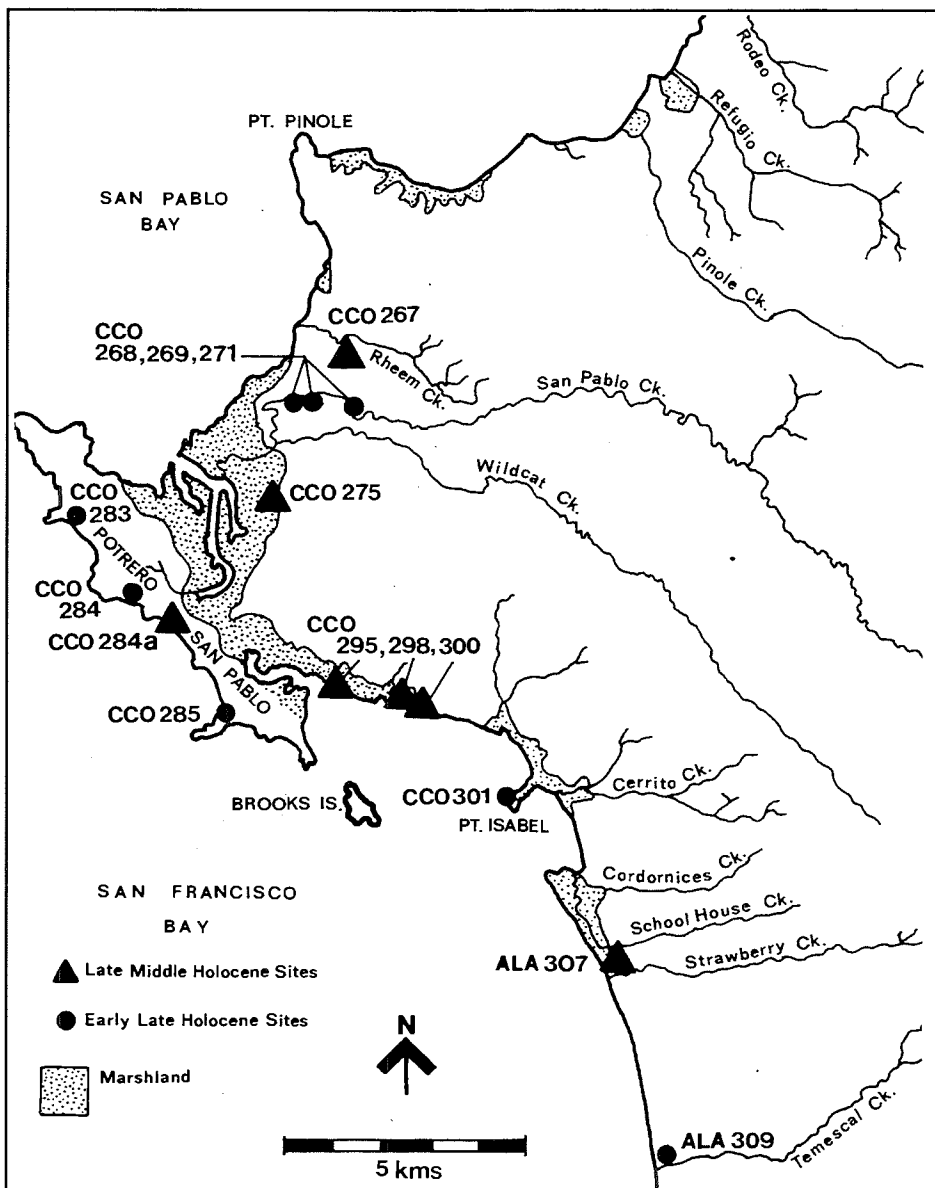 Rodeo Ck.
Refugio Ck.
PT. PINOLE
SAN PABLO
BAY
Pinole Ck.
CCO 267
CCO
268,269,271
Rheem Ck.
San Pablo Ck.
Wildcat Ck.
CCO 275
CCO
283
POTRERO
CCO
284
CCO 284a
SAN PABLO
CCO
295,298,300
CCO 285
BROOKS IS.
CCO 301
PT. ISABEL
Cerrito Ck.
Cordornices Ck.
School House Ck.
Strawberry Ck.
ALA 307
SAN FRANCISCO
BAY
Late Middle Holocene Sites
Early Late Holocene Sites
Marshland
N
5 kms
ALA 309
Temescal Ck.